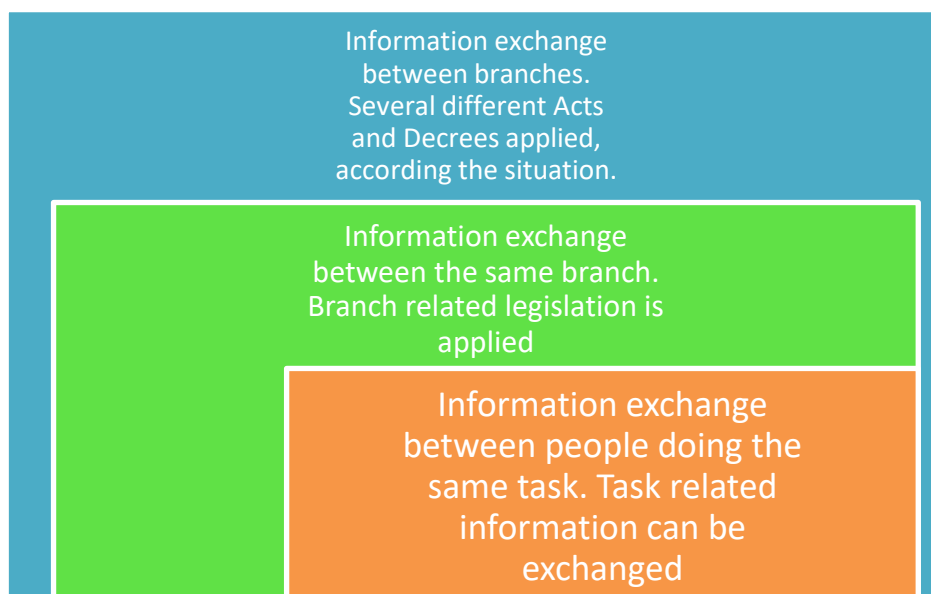 Information exchange
between branches.
Several different Acts
and Decrees applied,
according the situation.
Information exchange
between the same branch.
Branch related legislation is
applied
Information exchange
between people doing the
same task. Task related
information can be
exchanged